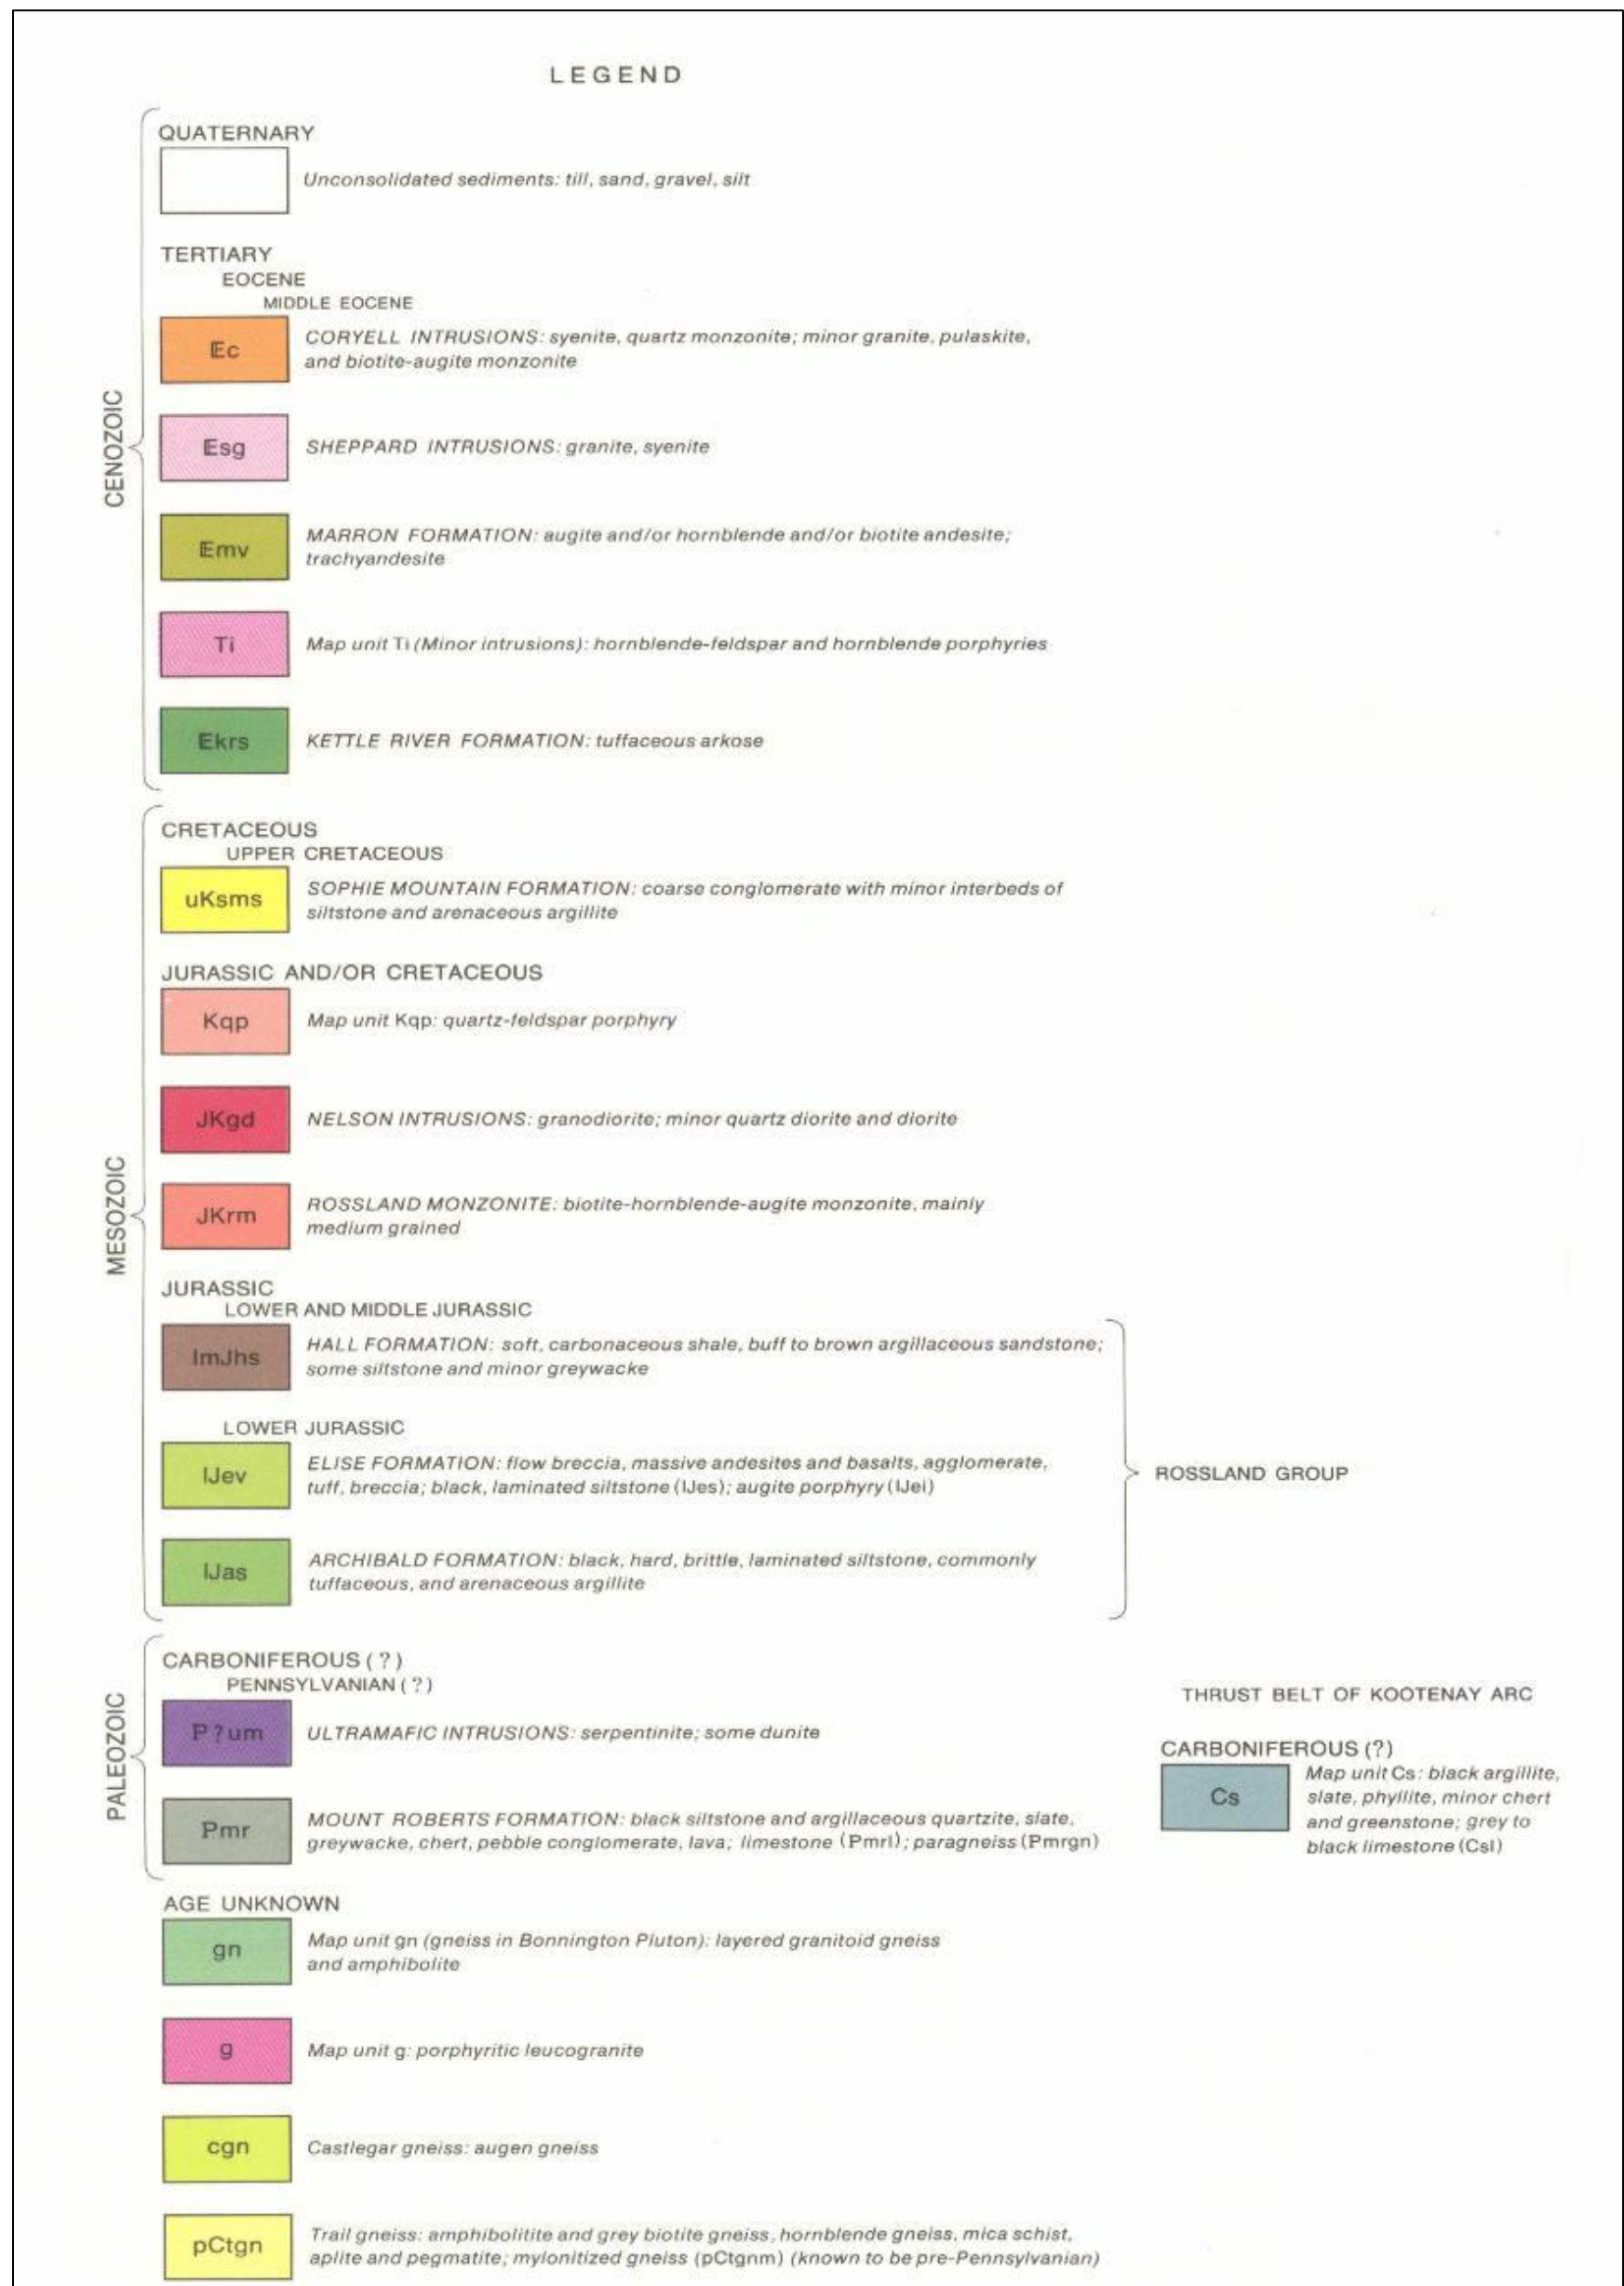 LEGEND
CENOZOIC
QUATERNARY
Unconsolidated sediments: till, sand, gravel, silt
TERTIARY
EOCENE
MIDDLE EOCENE
Ec
CORYELL INTRUSIONS: syenite, quartz monzonite; minor granite, pulaskite,
and biotite-augite monzonite
Esg
SHEPPARD INTRUSIONS: granite, syenite
Emv
MARRON FORMATION: augite and/or hornblende and/or biotite andesite;
trachyandesite
Ti
Map unit Ti (Minor intrusions): hornblende-feldspar and hornblende porphyries
Ekrs
KETTLE RIVER FORMATION: tuffaceous arkose
MESOZOIC
CRETACEOUS
UPPER CRETACEOUS
uKsms
SOPHIE MOUNTAIN FORMATION: coarse conglomerate with minor interbeds of
siltstone and arenaceous argillite
JURASSIC AND/OR CRETACEOUS
Kqp
Map unit Kqp: quartz-feldspar porphyry
JKgd
NELSON INTRUSIONS: granodiorite; minor quartz diorite and diorite
JKrm
ROSSLAND MONZONITE: biotite-hornblende-augite monzonite, mainly
medium grained
JURASSIC
LOWER AND MIDDLE JURASSIC
lmJhs
HALL FORMATION: soft, carbonaceous shale, buff to brown argillaceous sandstone;
some siltstone and minor greywacke
LOWER JURASSIC
lJev
ELISE FORMATION: flow breccia, massive andesites and basalts, agglomerate,
tuff, breccia; black, laminated siltstone (lJes); augite porphyry (lJei)
lJas
ARCHIBALD FORMATION: black, hard, brittle, laminated siltstone, commonly
tuffaceous, and arenaceous argillite
ROSSLAND GROUP
PALEOZOIC
CARBONIFEROUS (?)
PENNSYLVANIAN (?)
P?um
ULTRAMAFIC INTRUSIONS: serpentinite; some dunite
Pmr
MOUNT ROBERTS FORMATION: black siltstone and argillaceous quartzite, slate,
greywacke, chert, pebble conglomerate, lava; limestone (Pmrl); paragneiss (Pmrgn)
THRUST BELT OF KOOTENAY ARC
CARBONIFEROUS (?)
Cs
Map unit Cs: black argillite,
slate, phyllite, minor chert
and greenstone; grey to
black limestone (Csl)
AGE UNKNOWN
gn
Map unit gn (gneiss in Bonnington Pluton): layered granitoid gneiss
and amphibolite
g
Map unit g: porphyritic leucogranite
cgn
Castlegar gneiss: augen gneiss
pCtgn
Trail gneiss: amphibolitite and grey biotite gneiss, hornblende gneiss, mica schist,
aplite and pegmatite; mylonitized gneiss (pCtgnm) (known to be pre-Pennsylvanian)